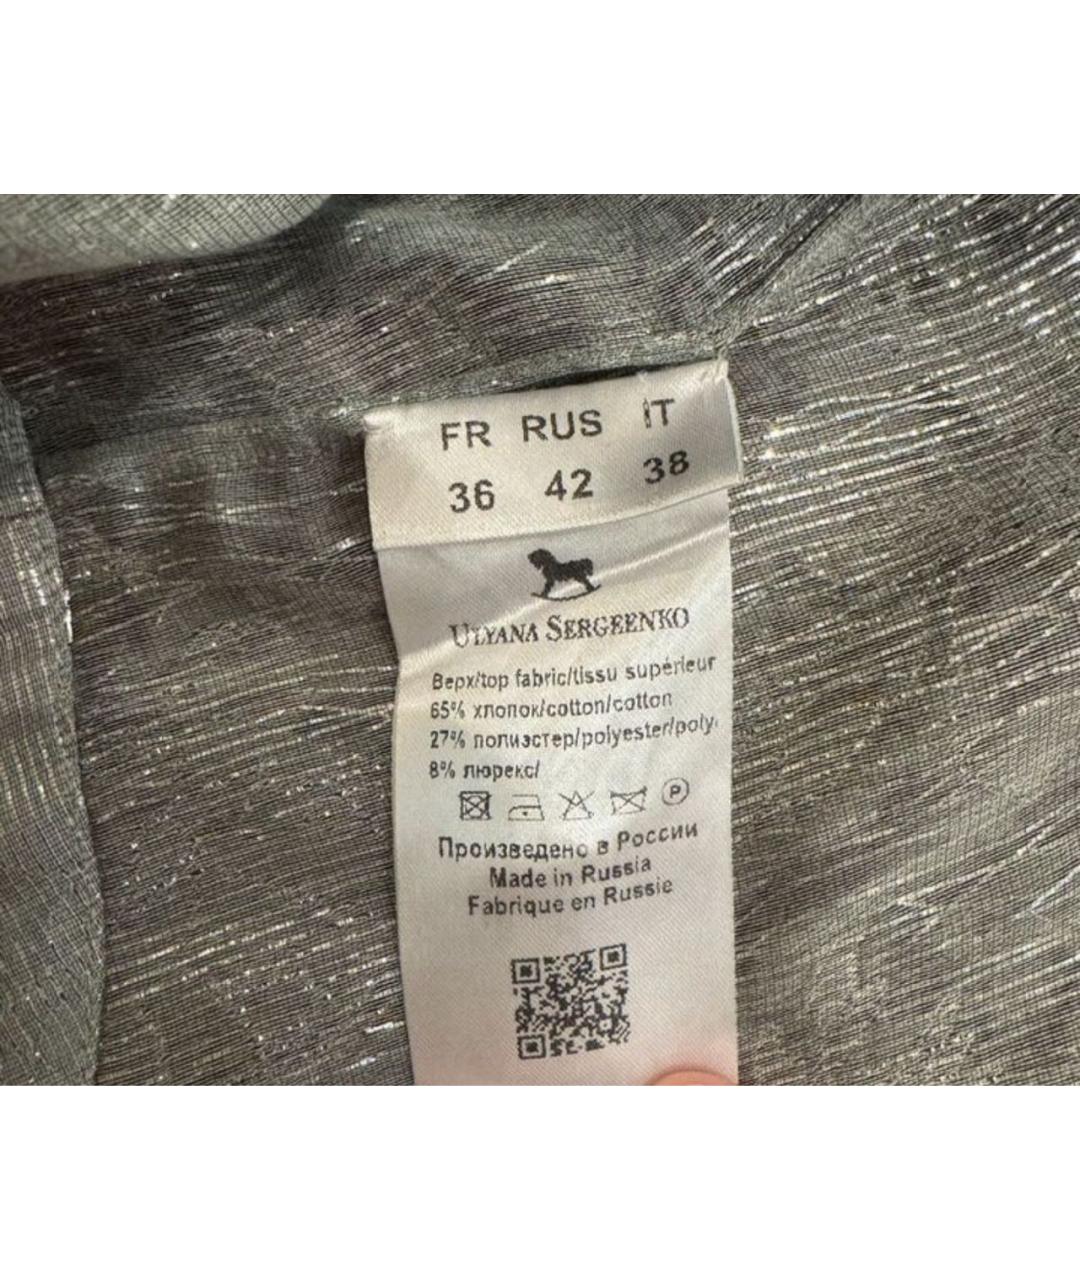 FR RUS IT
36 42 38
ULYANA SERGEENKO
Верх/top fabric/tissu supérieur
65% хлопок/cotton/cotton
27% полиэстер/polyester/poly
8% люрекс/
P
Произведено в России
Made in Russia
Fabrique en Russie